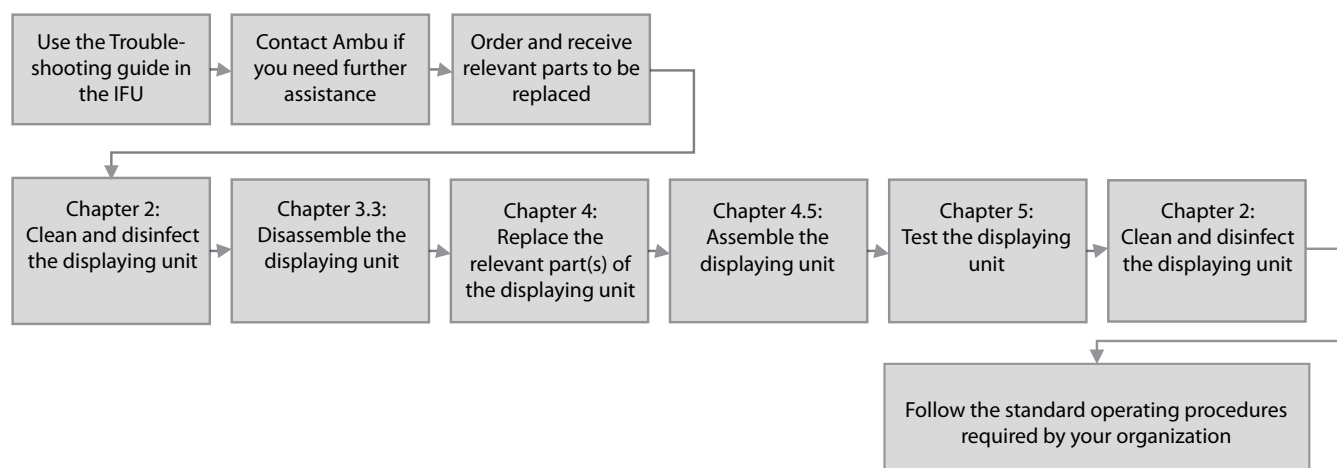 Use the Trouble-
shooting guide in
the IFU
Contact Ambu if
you need further
assistance
Order and receive
relevant parts to be
replaced
Chapter 2:
Clean and disinfect
the displaying unit
Chapter 3.3:
Disassemble the
displaying unit
Chapter 4:
Replace the
relevant part(s) of
the displaying unit
Chapter 4.5:
Assemble the
displaying unit
Chapter 5:
Test the displaying
unit
Chapter 2:
Clean and disinfect
the displaying unit
Follow the standard operating procedures
required by your organization